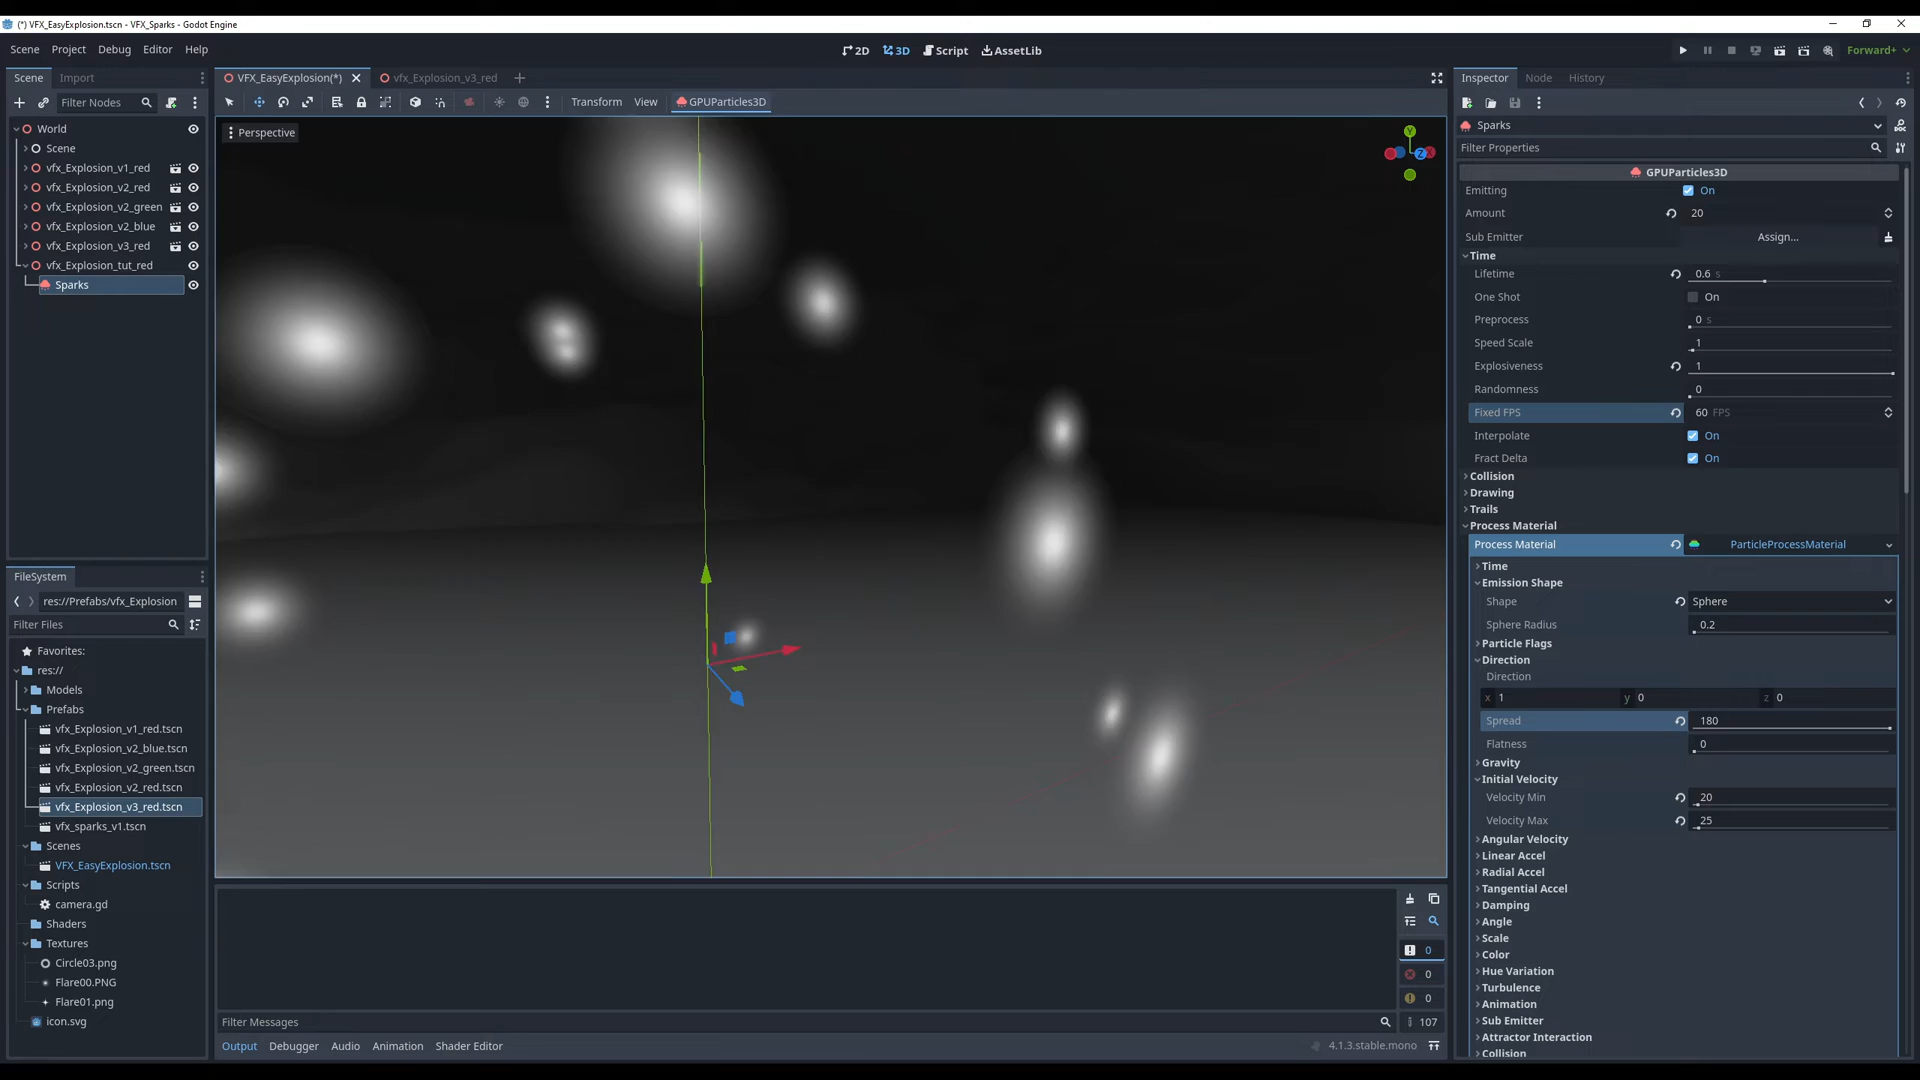 (*) VFX_EasyExplosion.tscn - VFX_Sparks - Godot Engine
Scene Project Debug Editor Help
2D 3D Script AssetLib
Forward+
Scene Import
Filter Nodes
World
Scene
vfx_Explosion_v1_red
vfx_Explosion_v2_red
vfx_Explosion_v2_green
vfx_Explosion_v2_blue
vfx_Explosion_v3_red
vfx_Explosion_tut_red
Sparks
FileSystem
res://Prefabs/vfx_Explosion
Filter Files
Favorites:
res://
Models
Prefabs
vfx_Explosion_v1_red.tscn
vfx_Explosion_v2_blue.tscn
vfx_Explosion_v2_green.tscn
vfx_Explosion_v2_red.tscn
vfx_Explosion_v3_red.tscn
vfx_sparks_v1.tscn
Scenes
VFX_EasyExplosion.tscn
Scripts
camera.gd
Shaders
Textures
Circle03.png
Flare00.PNG
Flare01.png
icon.svg
VFX_EasyExplosion(*) vfx_Explosion_v3_red
Transform View GPUParticles3D
Perspective
Y
Z
X
0
0
0
Filter Messages
107
Output Debugger Audio Animation Shader Editor
4.1.3.stable.mono
Inspector Node History
Sparks
Filter Properties
GPUParticles3D
Emitting On
Amount 20
Sub Emitter Assign...
Time
Lifetime 0.6 s
One Shot On
Preprocess 0 s
Speed Scale 1
Explosiveness 1
Randomness 0
Fixed FPS 60 FPS
Interpolate On
Fract Delta On
Collision
Drawing
Trails
Process Material
Process Material ParticleProcessMaterial
Time
Emission Shape
Shape Sphere
Sphere Radius 0.2
Particle Flags
Direction
Direction
x 1 y 0 z 0
Spread 180
Flatness 0
Gravity
Initial Velocity
Velocity Min 20
Velocity Max 25
Angular Velocity
Linear Accel
Radial Accel
Tangential Accel
Damping
Angle
Scale
Color
Hue Variation
Turbulence
Animation
Sub Emitter
Attractor Interaction
Collision